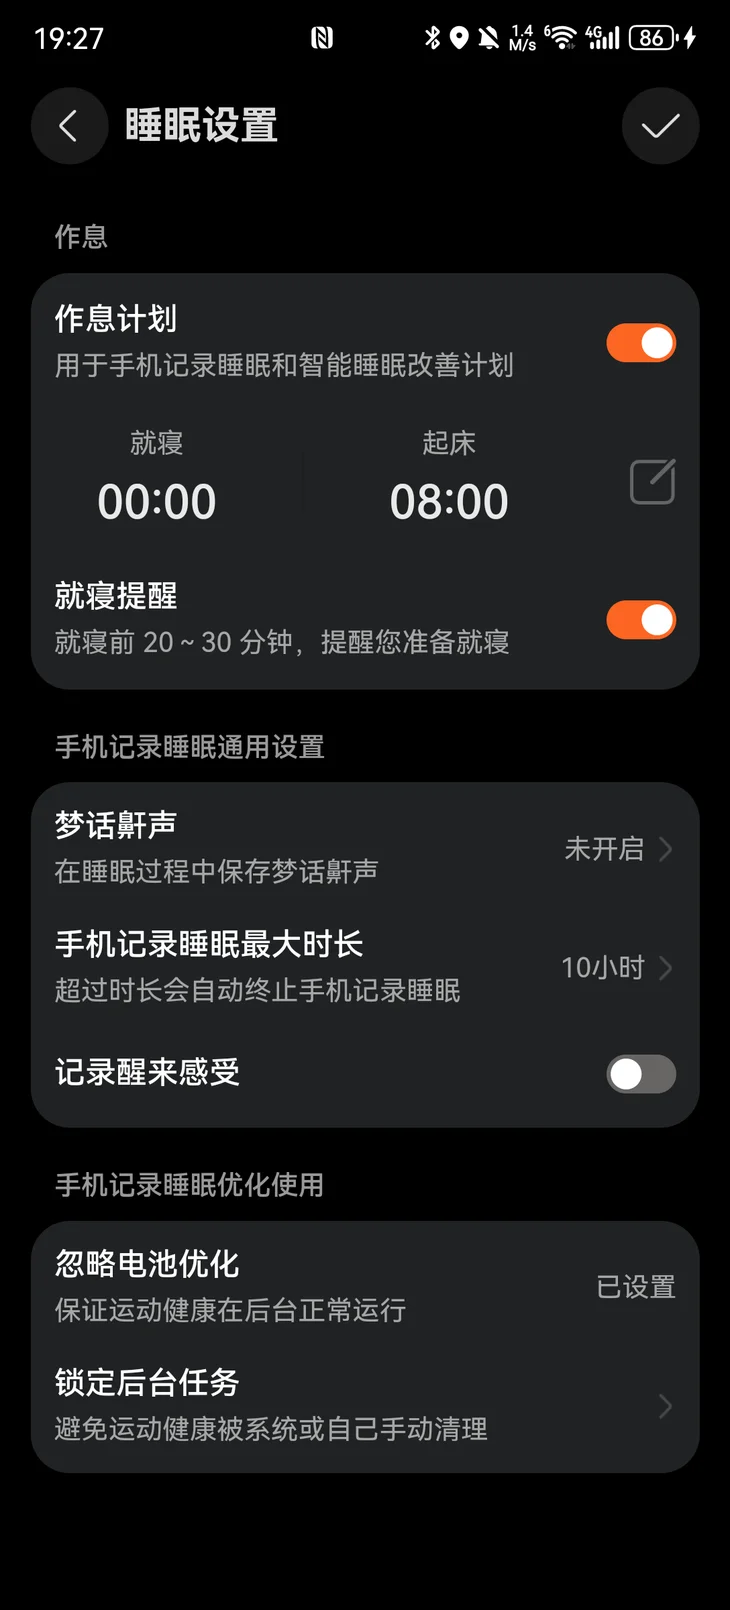 19:27
1.4 M/s
6
4G
86
睡眠设置
作息
作息计划
用于手机记录睡眠和智能睡眠改善计划
就寝 起床
00:00 08:00
就寝提醒
就寝前 20 ~ 30 分钟，提醒您准备就寝
手机记录睡眠通用设置
梦话鼾声
未开启
在睡眠过程中保存梦话鼾声
手机记录睡眠最大时长
10小时
超过时长会自动终止手机记录睡眠
记录醒来感受
手机记录睡眠优化使用
忽略电池优化
已设置
保证运动健康在后台正常运行
锁定后台任务
避免运动健康被系统或自己手动清理